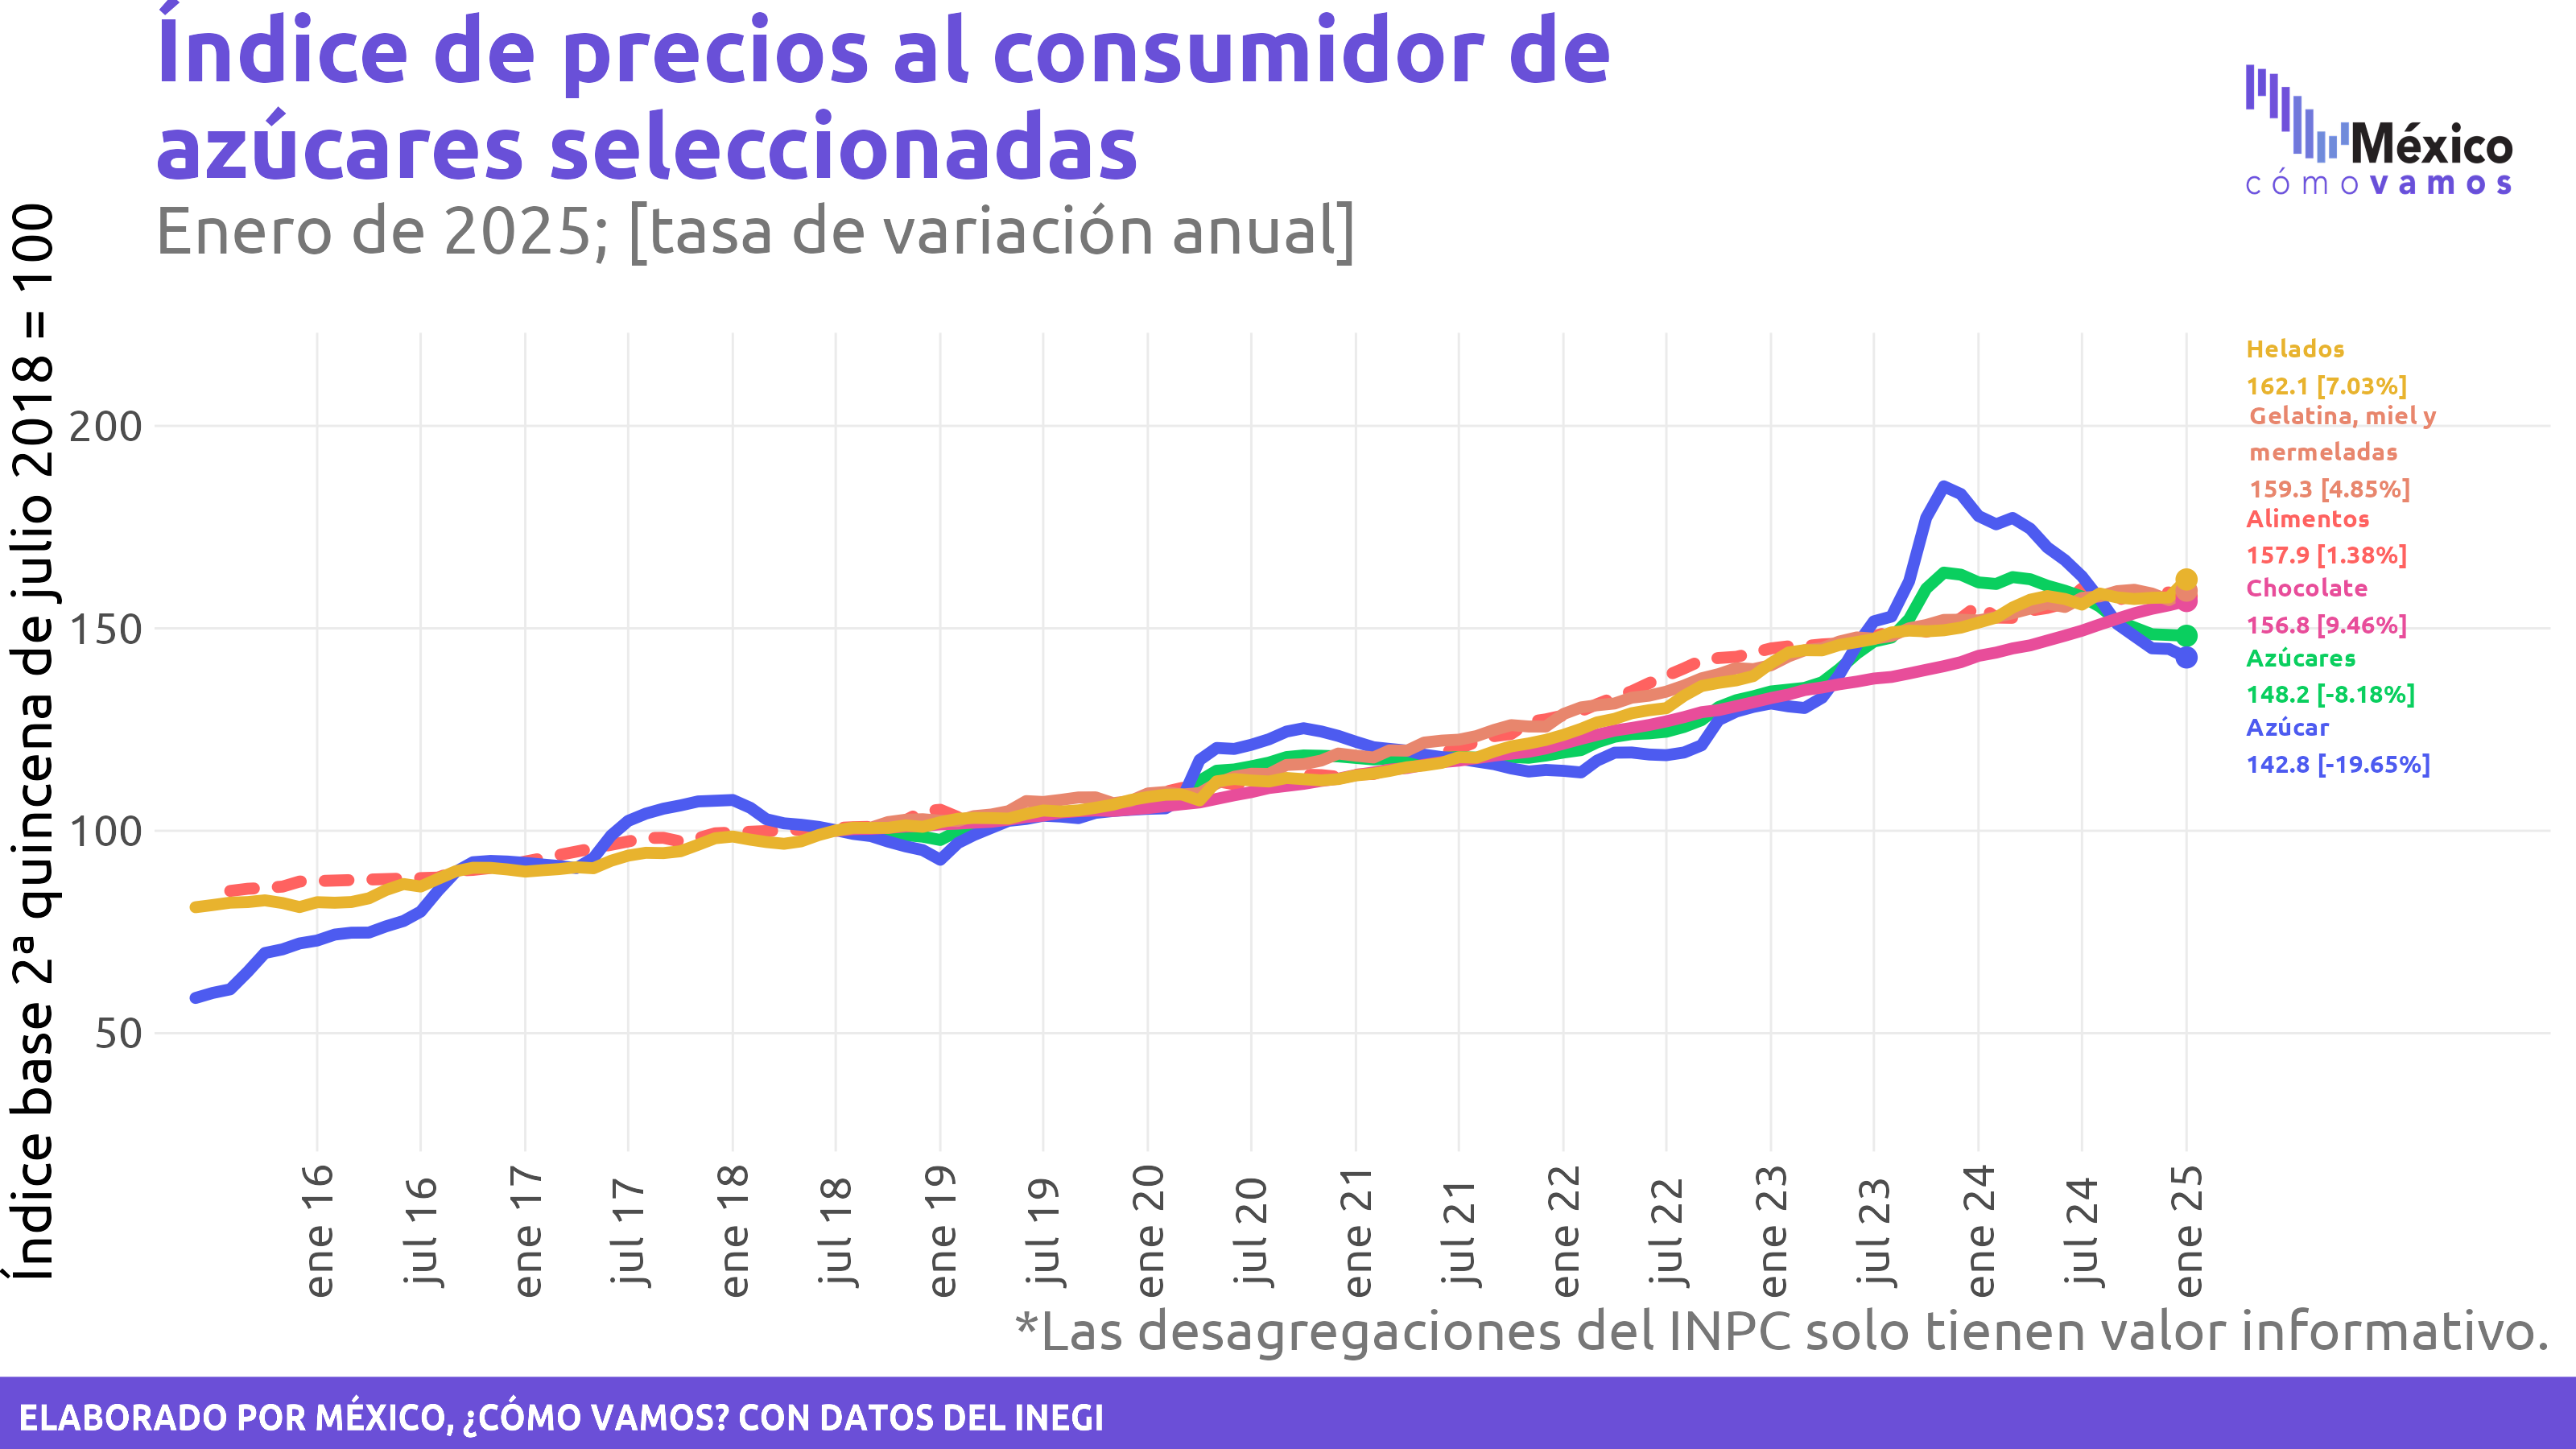 Índice de precios al consumidor de
azúcares seleccionadas
Enero de 2025; [tasa de variación anual]
México
cómo vamos
Índice base 2ª quincena de julio 2018 = 100
200
150
100
50
Helados
162.1 [7.03%]
Gelatina, miel y
mermeladas
159.3 [4.85%]
Alimentos
157.9 [1.38%]
Chocolate
156.8 [9.46%]
Azúcares
148.2 [-8.18%]
Azúcar
142.8 [-19.65%]
ene 16
jul 16
ene 17
jul 17
ene 18
jul 18
ene 19
jul 19
ene 20
jul 20
ene 21
jul 21
ene 22
jul 22
ene 23
jul 23
ene 24
jul 24
ene 25
*Las desagregaciones del INPC solo tienen valor informativo.
ELABORADO POR MÉXICO, ¿CÓMO VAMOS? CON DATOS DEL INEGI